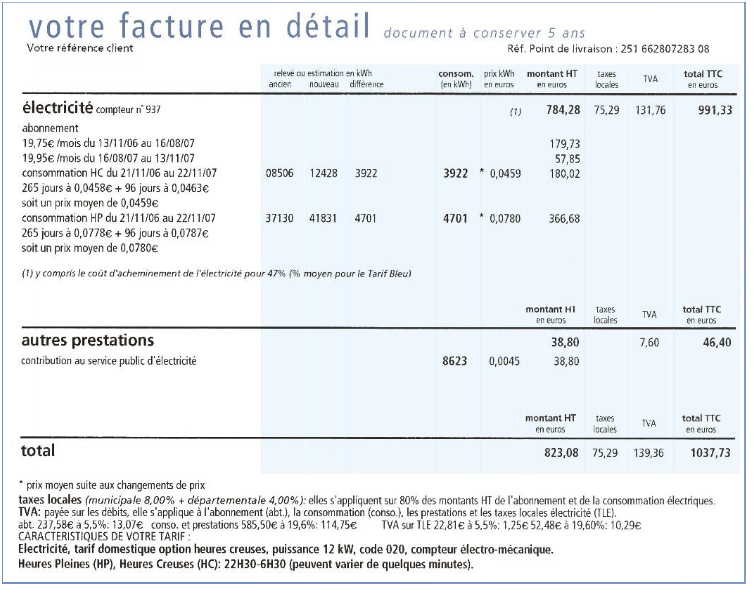 votre facture en détail document à conserver 5 ans
Votre référence client Réf. Point de livraison : 251 662807283 08
relevé ou estimation en kWh consom. prix kWh montant HT taxes TVA total TTC
ancien nouveau différence (en kWh) en euros en euros locales en euros
électricité compteur n° 937 (1) 784,28 75,29 131,76 991,33
abonnement
19,75€ /mois du 13/11/06 au 16/08/07 179,73
19,95€ /mois du 16/08/07 au 13/11/07 57,85
consommation HC du 21/11/06 au 22/11/07 08506 12428 3922 3922 * 0,0459 180,02
265 jours à 0,0458€ + 96 jours à 0,0463€
soit un prix moyen de 0,0459€
consommation HP du 21/11/06 au 22/11/07 37130 41831 4701 4701 * 0,0780 366,68
265 jours à 0,0778€ + 96 jours à 0,0787€
soit un prix moyen de 0,0780€
(1) y compris le coût d'acheminement de l'électricité pour 47% (% moyen pour le Tarif Bleu)
montant HT taxes TVA total TTC
en euros locales en euros
autres prestations 38,80 7,60 46,40
contribution au service public d'électricité 8623 0,0045 38,80
montant HT taxes TVA total TTC
en euros locales en euros
total 823,08 75,29 139,36 1037,73
* prix moyen suite aux changements de prix
taxes locales (municipale 8,00% + départementale 4,00%): elles s'appliquent sur 80% des montants HT de l'abonnement et de la consommation électriques.
TVA: payée sur les débits, elle s'applique à l'abonnement (abt.), la consommation (conso.), les prestations et les taxes locales électricité (TLE).
abt. 237,58€ à 5,5%: 13,07€ conso. et prestations 585,50€ à 19,6%: 114,75€ TVA sur TLE 22,81€ à 5,5%: 1,25€ 52,48€ à 19,60%: 10,29€
CARACTERISTIQUES DE VOTRE TARIF :
Electricité, tarif domestique option heures creuses, puissance 12 kW, code 020, compteur électro-mécanique.
Heures Pleines (HP), Heures Creuses (HC): 22H30-6H30 (peuvent varier de quelques minutes).